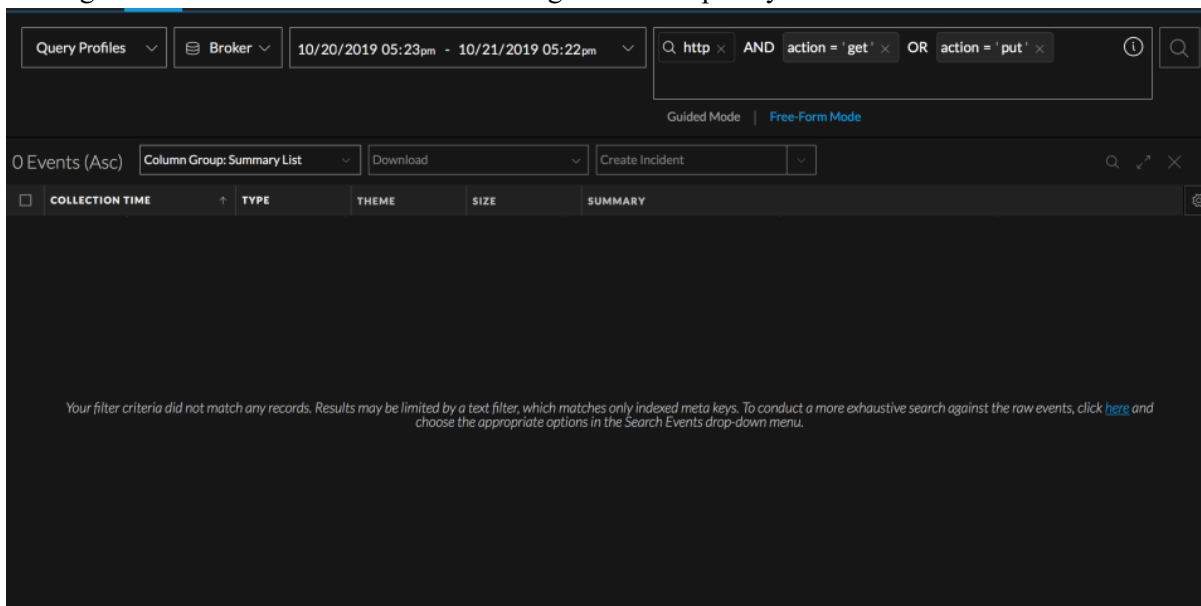 Query Profiles Broker 10/20/2019 05:23pm - 10/21/2019 05:22pm http × AND action = 'get' × OR action = 'put' ×
Guided Mode | Free-Form Mode
0 Events (Asc) Column Group: Summary List Download Create Incident
COLLECTION TIME ↑ TYPE THEME SIZE SUMMARY
Your filter criteria did not match any records. Results may be limited by a text filter, which matches only indexed meta keys. To conduct a more exhaustive search against the raw events, click here and
choose the appropriate options in the Search Events drop-down menu.